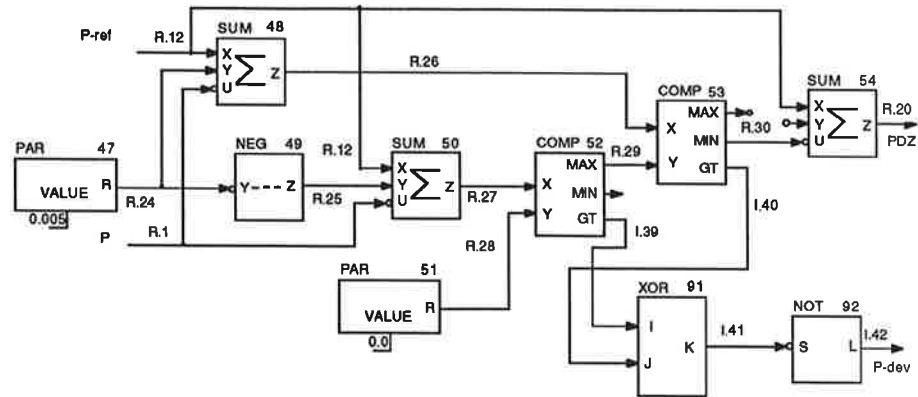 P-ref
R.12
SUM 48
X
Y
U
Z
R.26
COMP 53
X
Y
MAX
MIN
GT
R.30
SUM 54
X
Y
U
Z
R.20
PDZ
PAR 47
VALUE R
0.005
R.24
NEG 49
Y --- Z
R.25
R.12
SUM 50
X
Y
U
Z
R.27
COMP 52
X
Y
MAX
MIN
GT
R.29
I.40
I.39
P
R.1
R.28
PAR 51
VALUE R
0.0
XOR 91
I
J
K
I.41
NOT 92
S L
I.42
P-dev